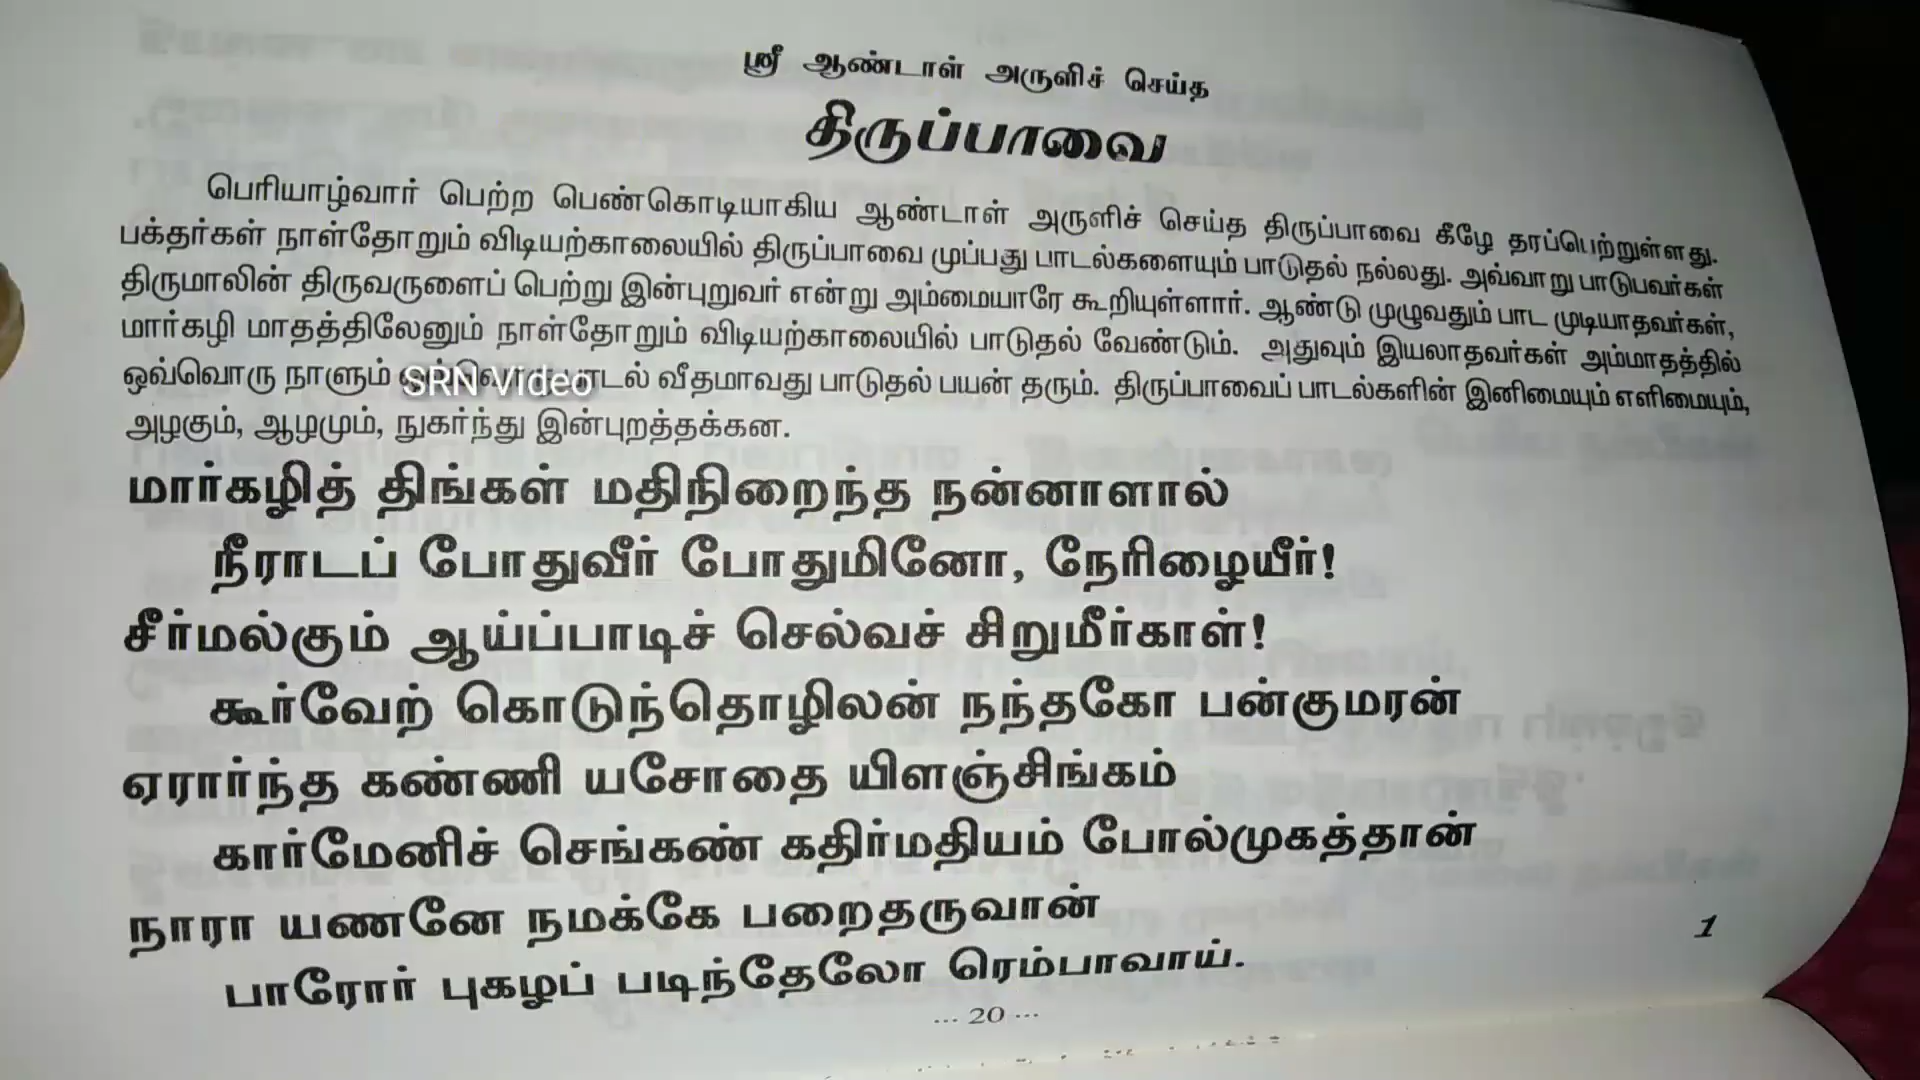 ஸ்ரீ ஆண்டாள் அருளிச் செய்த
திருப்பாவை
பெரியாழ்வார் பெற்ற பெண்கொடியாகிய ஆண்டாள் அருளிச் செய்த திருப்பாவை கீழே தரப்பெற்றுள்ளது.
பக்தர்கள் நாள்தோறும் விடியற்காலையில் திருப்பாவை முப்பது பாடல்களையும் பாடுதல் நல்லது. அவ்வாறு பாடுபவர்கள்
திருமாலின் திருவருளைப் பெற்று இன்புறுவர் என்று அம்மையாரே கூறியுள்ளார். ஆண்டு முழுவதும் பாட முடியாதவர்கள்,
மார்கழி மாதத்திலேனும் நாள்தோறும் விடியற்காலையில் பாடுதல் வேண்டும். அதுவும் இயலாதவர்கள் அம்மாதத்தில்
ஒவ்வொரு நாளும் வீதமாவது பாடுதல் பயன் தரும். திருப்பாவைப் பாடல்களின் இனிமையும் எளிமையும்,
SRN Video
அழகும், ஆழமும், நுகர்ந்து இன்புறத்தக்கன.
மார்கழித் திங்கள் மதிநிறைந்த நன்னாளால்
நீராடப் போதுவீர் போதுமினோ, நேரிழையீர்!
சீர்மல்கும் ஆய்ப்பாடிச் செல்வச் சிறுமீர்காள்!
கூர்வேற் கொடுந்தொழிலன் நந்தகோ பன்குமரன்
ஏரார்ந்த கண்ணி யசோதை யிளஞ்சிங்கம்
கார்மேனிச் செங்கண் கதிர்மதியம் போல்முகத்தான்
நாரா யணனே நமக்கே பறைதருவான்
பாரோர் புகழப் படிந்தேலோ ரெம்பாவாய். 1
... 20 ...